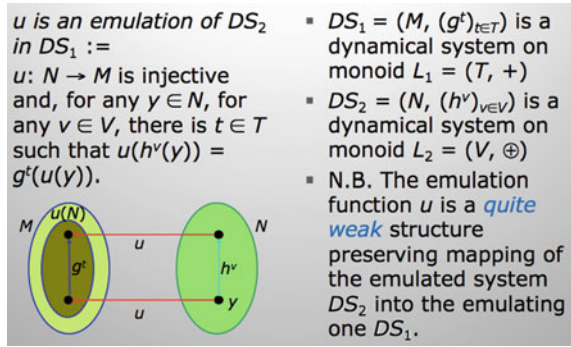 u is an emulation of DS₂
in DS₁ :=
u: N → M is injective
and, for any y ∈ N, for
any v ∈ V, there is t ∈ T
such that u(hᵛ(y)) =
gᵗ(u(y)).
M
u(N)
N
u
gᵗ
hᵛ
y
u
▪ DS₁ = (M, (gᵗ)ₜ∈T) is a
dynamical system on
monoid L₁ = (T, +)
▪ DS₂ = (N, (hᵛ)ᵥ∈V) is a
dynamical system on
monoid L₂ = (V, ⊕)
▪ N.B. The emulation
function u is a quite
weak structure
preserving mapping of
the emulated system
DS₂ into the emulating
one DS₁.